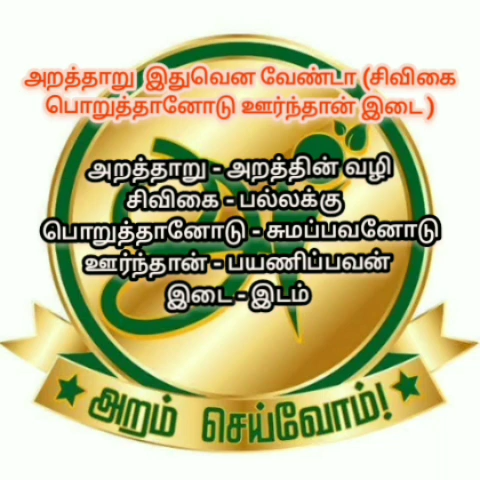 அறத்தாறு இதுவென வேண்டா (சிவிகை
பொறுத்தானோடு ஊர்ந்தான் இடை)
அறத்தாறு - அறத்தின் வழி
சிவிகை - பல்லக்கு
பொறுத்தானோடு - சுமப்பவனோடு
ஊர்ந்தான் - பயணிப்பவன்
இடை - இடம்
அறம் செய்வோம்!